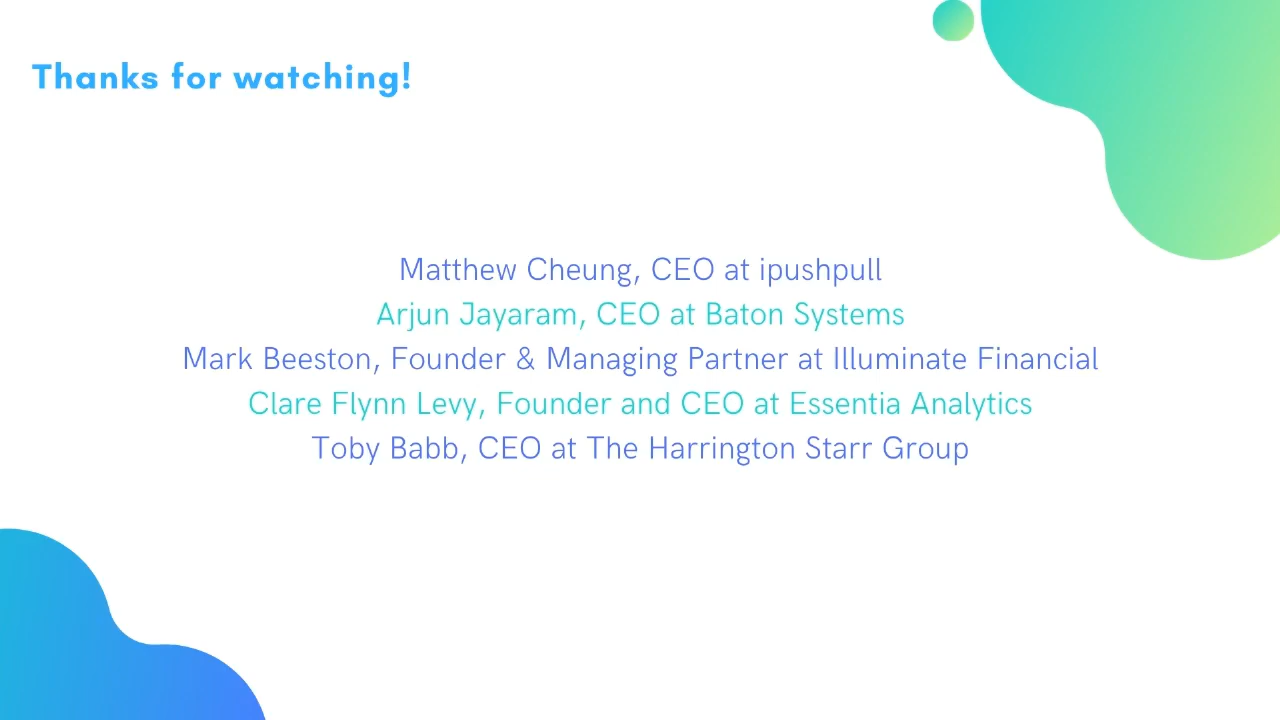 Thanks for watching!
Matthew Cheung, CEO at ipushpull
Arjun Jayaram, CEO at Baton Systems
Mark Beeston, Founder & Managing Partner at Illuminate Financial
Clare Flynn Levy, Founder and CEO at Essentia Analytics
Toby Babb, CEO at The Harrington Starr Group